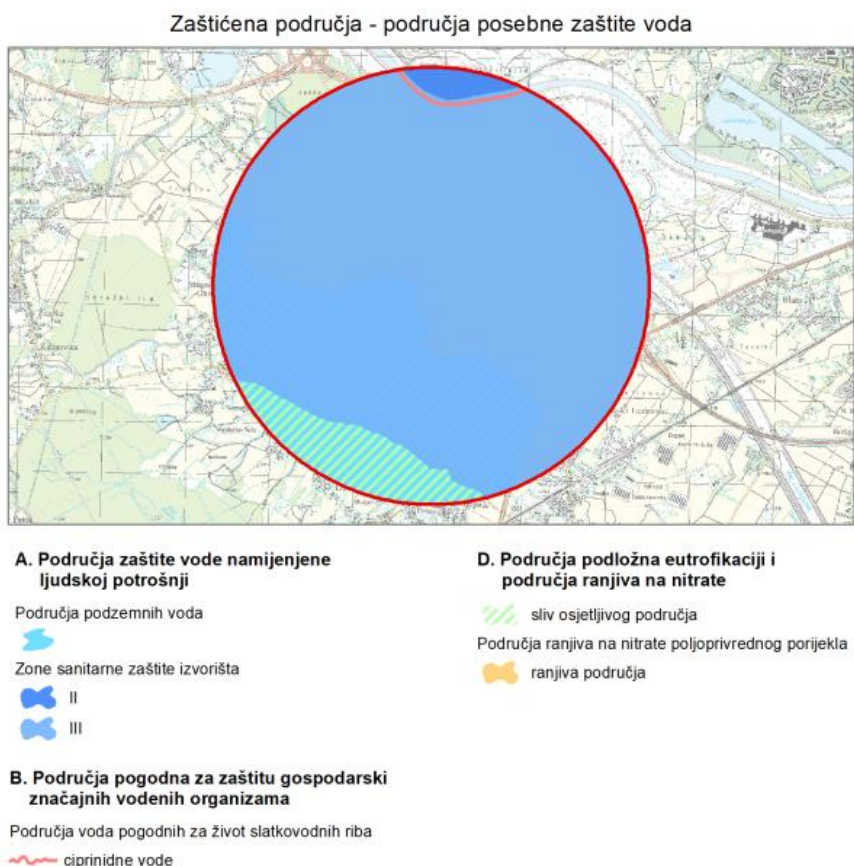 Zaštićena područja - područja posebne zaštite voda
Blato
A. Područja zaštite vode namijenjene
ljudskoj potrošnji
Područja podzemnih voda
Zone sanitarne zaštite izvorišta
II
III
B. Područja pogodna za zaštitu gospodarski
značajnih vodenih organizama
Područja voda pogodnih za život slatkovodnih riba
ciprinidne vode
D. Područja podložna eutrofikaciji i
područja ranjiva na nitrate
sliv osjetljivog područja
Područja ranjiva na nitrate poljoprivrednog porijekla
ranjiva područja